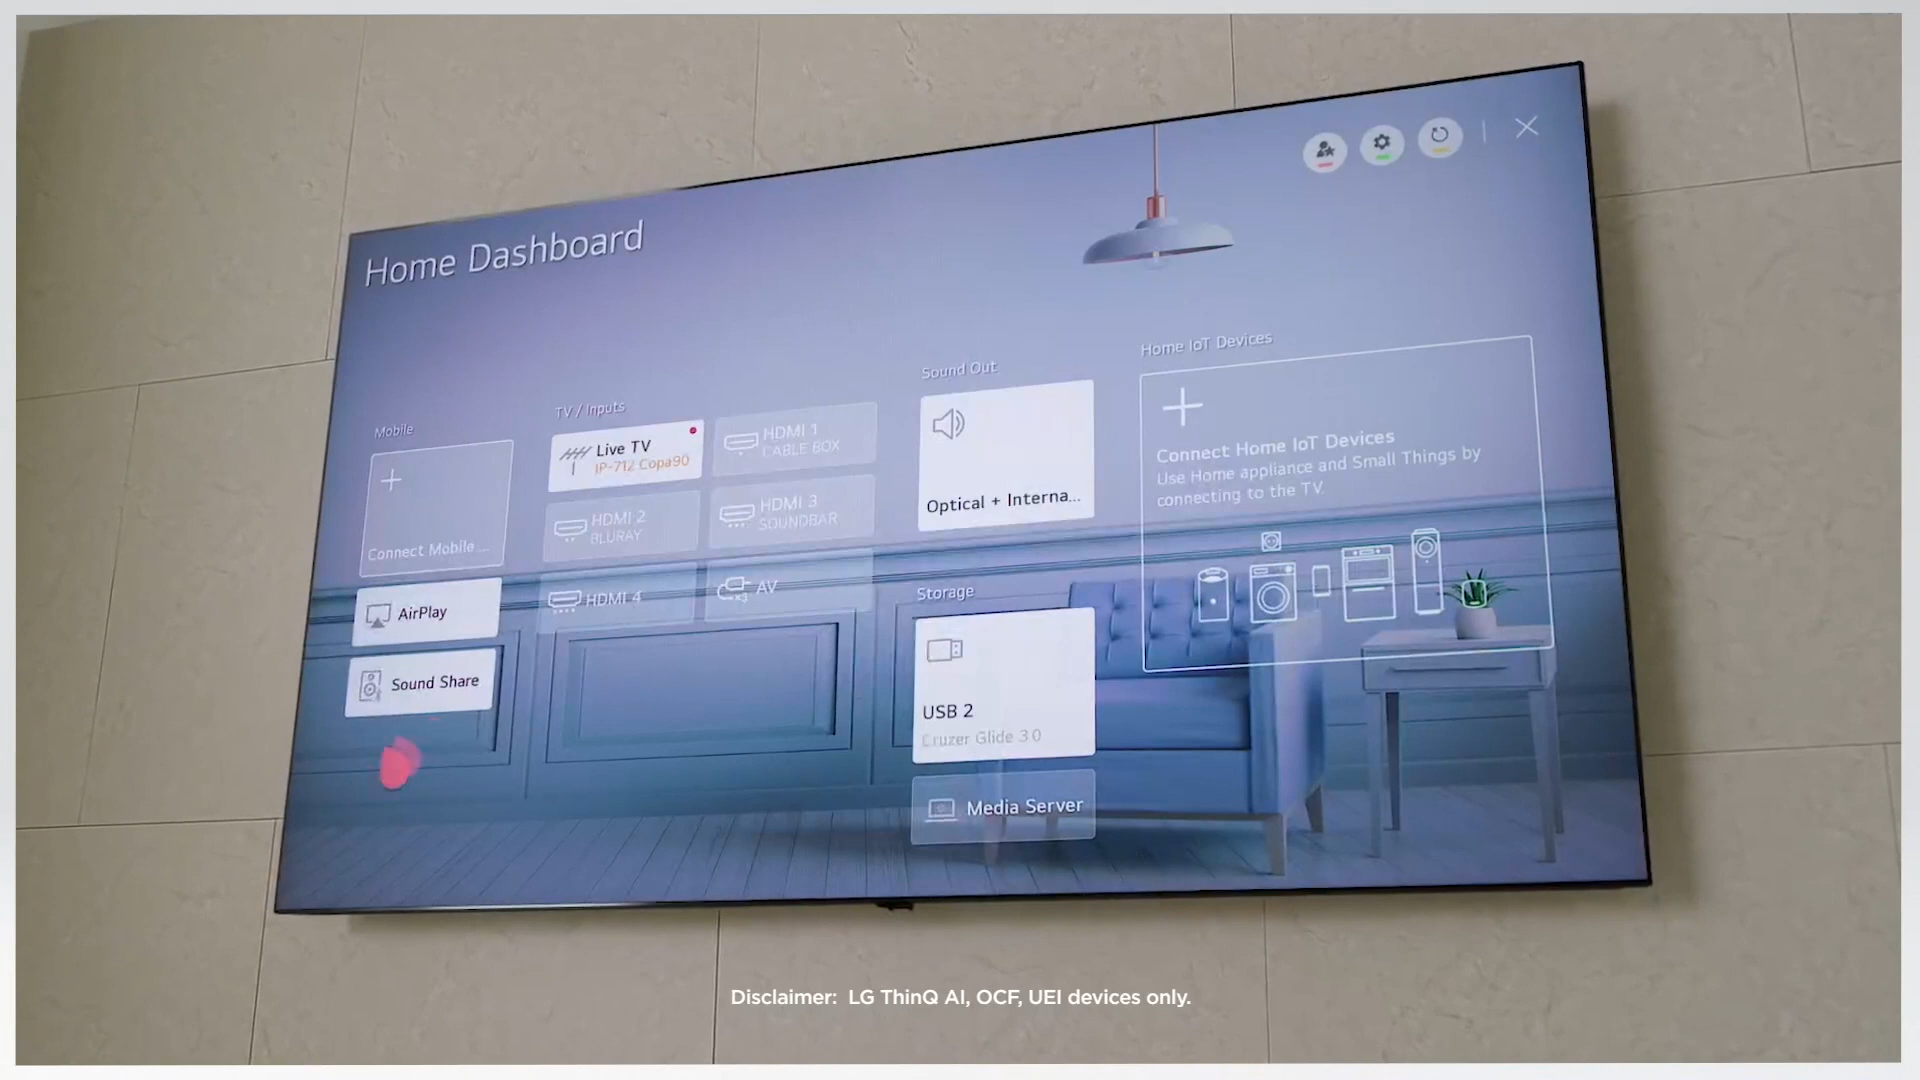 Home Dashboard
Mobile
Connect Mobile ...
AirPlay
Sound Share
TV / Inputs
Live TV
IP-712 Copa90
HDMI 1
CABLE BOX
HDMI 2
BLURAY
HDMI 3
SOUNDBAR
HDMI 4
AV
Sound Out
Optical + Interna...
Storage
USB 2
Cruzer Glide 3.0
Media Server
Home IoT Devices
Connect Home IoT Devices
Use Home appliance and Small Things by
connecting to the TV.
Disclaimer: LG ThinQ AI, OCF, UEI devices only.